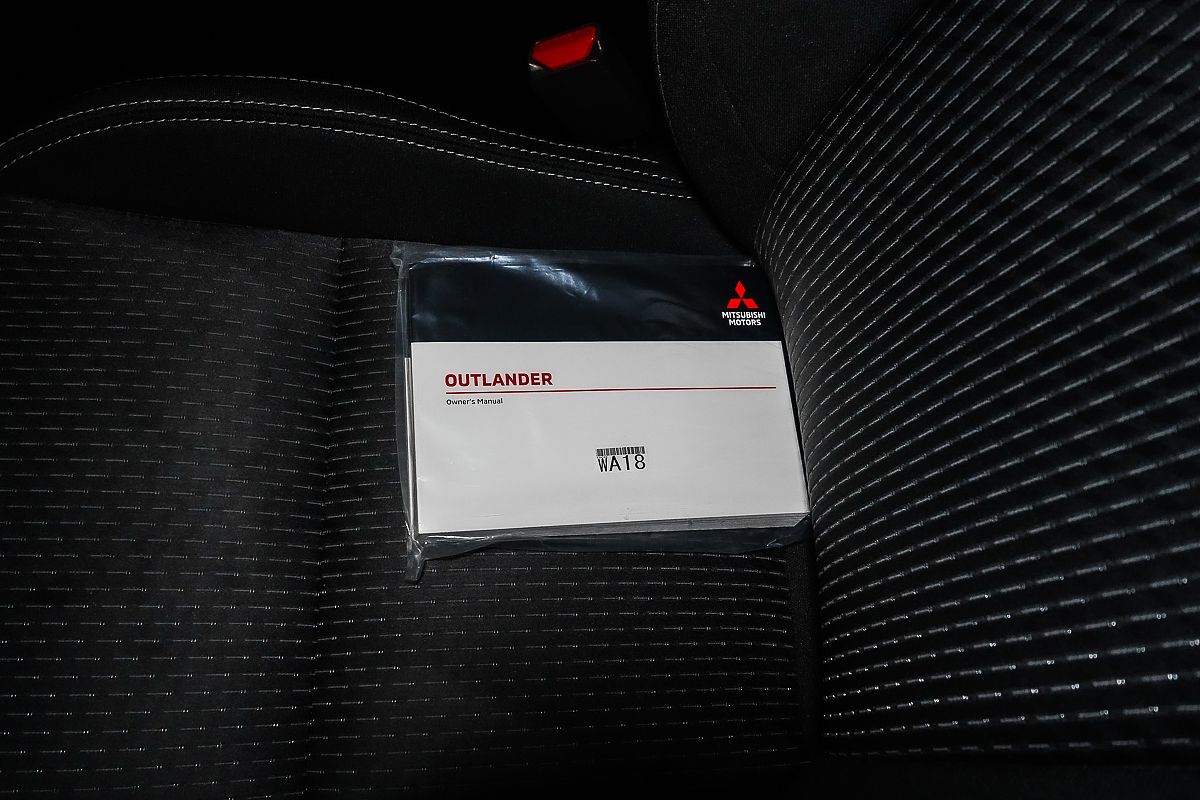 MITSUBISHI
MOTORS
OUTLANDER
Owner's Manual
WA18